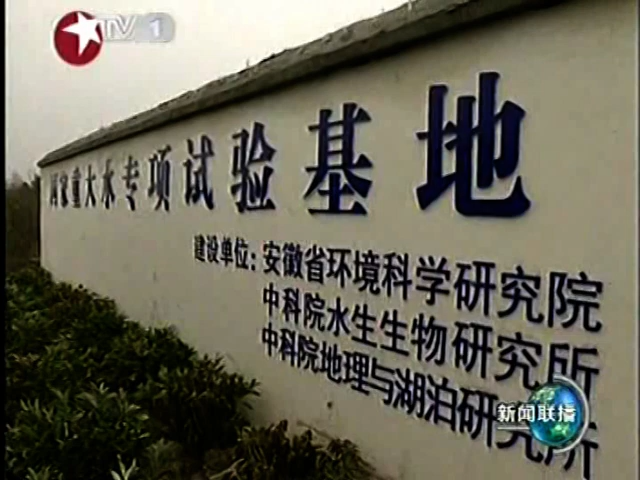 TV 1
国家重大水专项试验基地
建设单位：安徽省环境科学研究院
中科院水生生物研究所
中科院地理与湖泊研究所
新闻联播